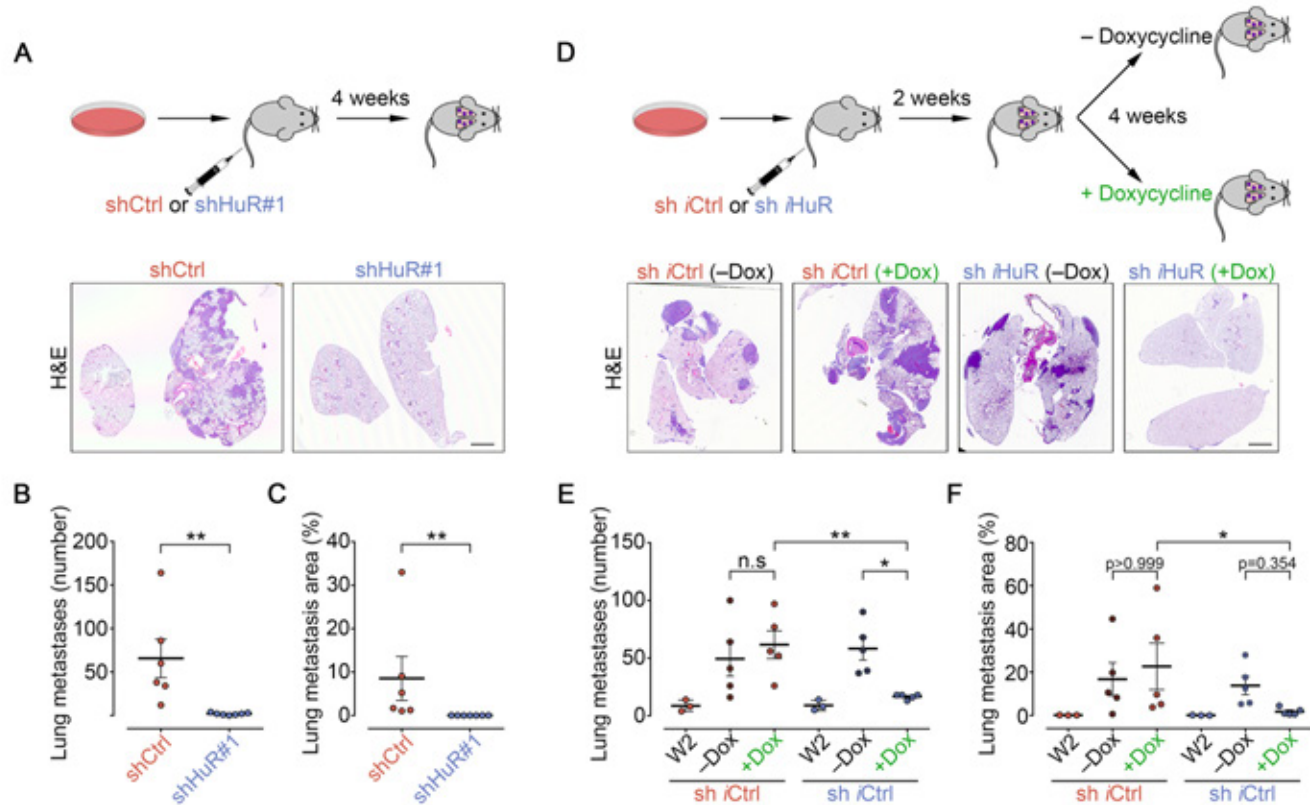 A
4 weeks
shCtrl or shHuR#1
shCtrl
shHuR#1
H&E
B
Lung metastases (number)
200
150
100
50
**
shCtrl
shHuR#1
C
Lung metastasis area (%)
40
30
20
10
0
**
shCtrl
shHuR#1
D
2 weeks
– Doxycycline
4 weeks
+ Doxycycline
sh iCtrl or sh iHuR
sh iCtrl (–Dox)
sh iCtrl (+Dox)
sh iHuR (–Dox)
sh iHuR (+Dox)
H&E
E
Lung metastases (number)
150
100
50
0
n.s
**
*
W2
–Dox
+Dox
W2
–Dox
+Dox
sh iCtrl
sh iCtrl
F
Lung metastasis area (%)
80
60
40
20
0
*
p>0.999
p=0.354
W2
–Dox
+Dox
W2
–Dox
+Dox
sh iCtrl
sh iCtrl